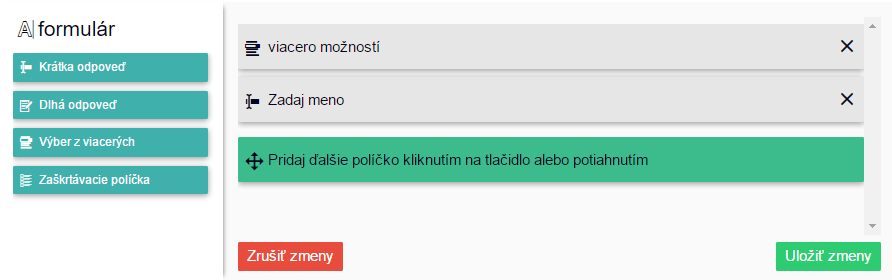 A formulár
Krátka odpoveď
Dlhá odpoveď
Výber z viacerých
Zaškrtávacie políčka
viacero možností
Zadaj meno
Pridaj ďalšie políčko kliknutím na tlačidlo alebo potiahnutím
Zrušiť zmeny
Uložiť zmeny